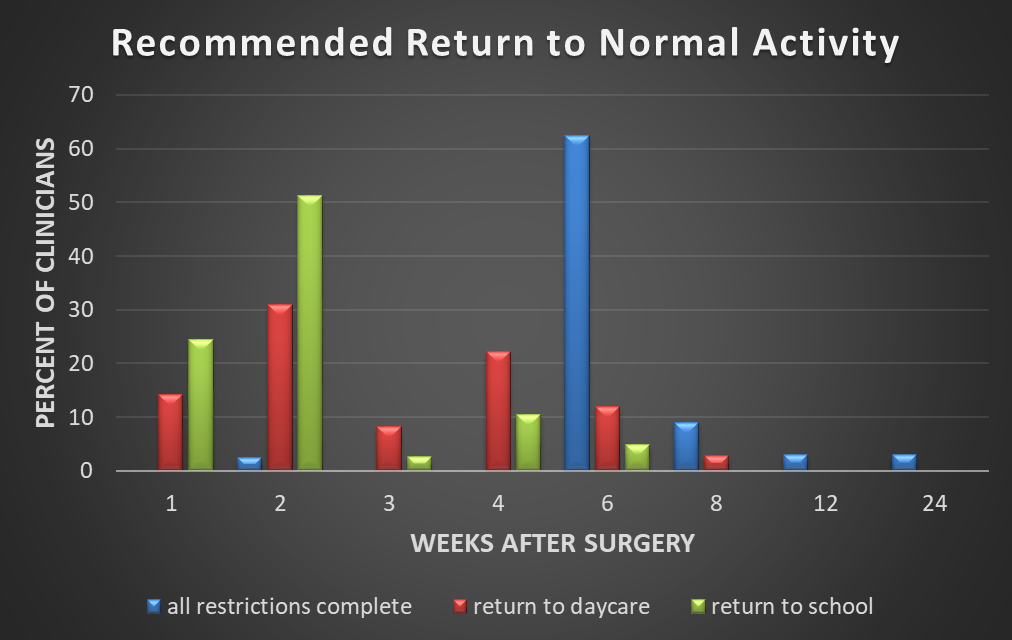 Recommended Return to Normal Activity
70
60
50
40
30
20
10
0
PERCENT OF CLINICIANS
1 2 3 4 6 8 12 24
WEEKS AFTER SURGERY
all restrictions complete return to daycare return to school